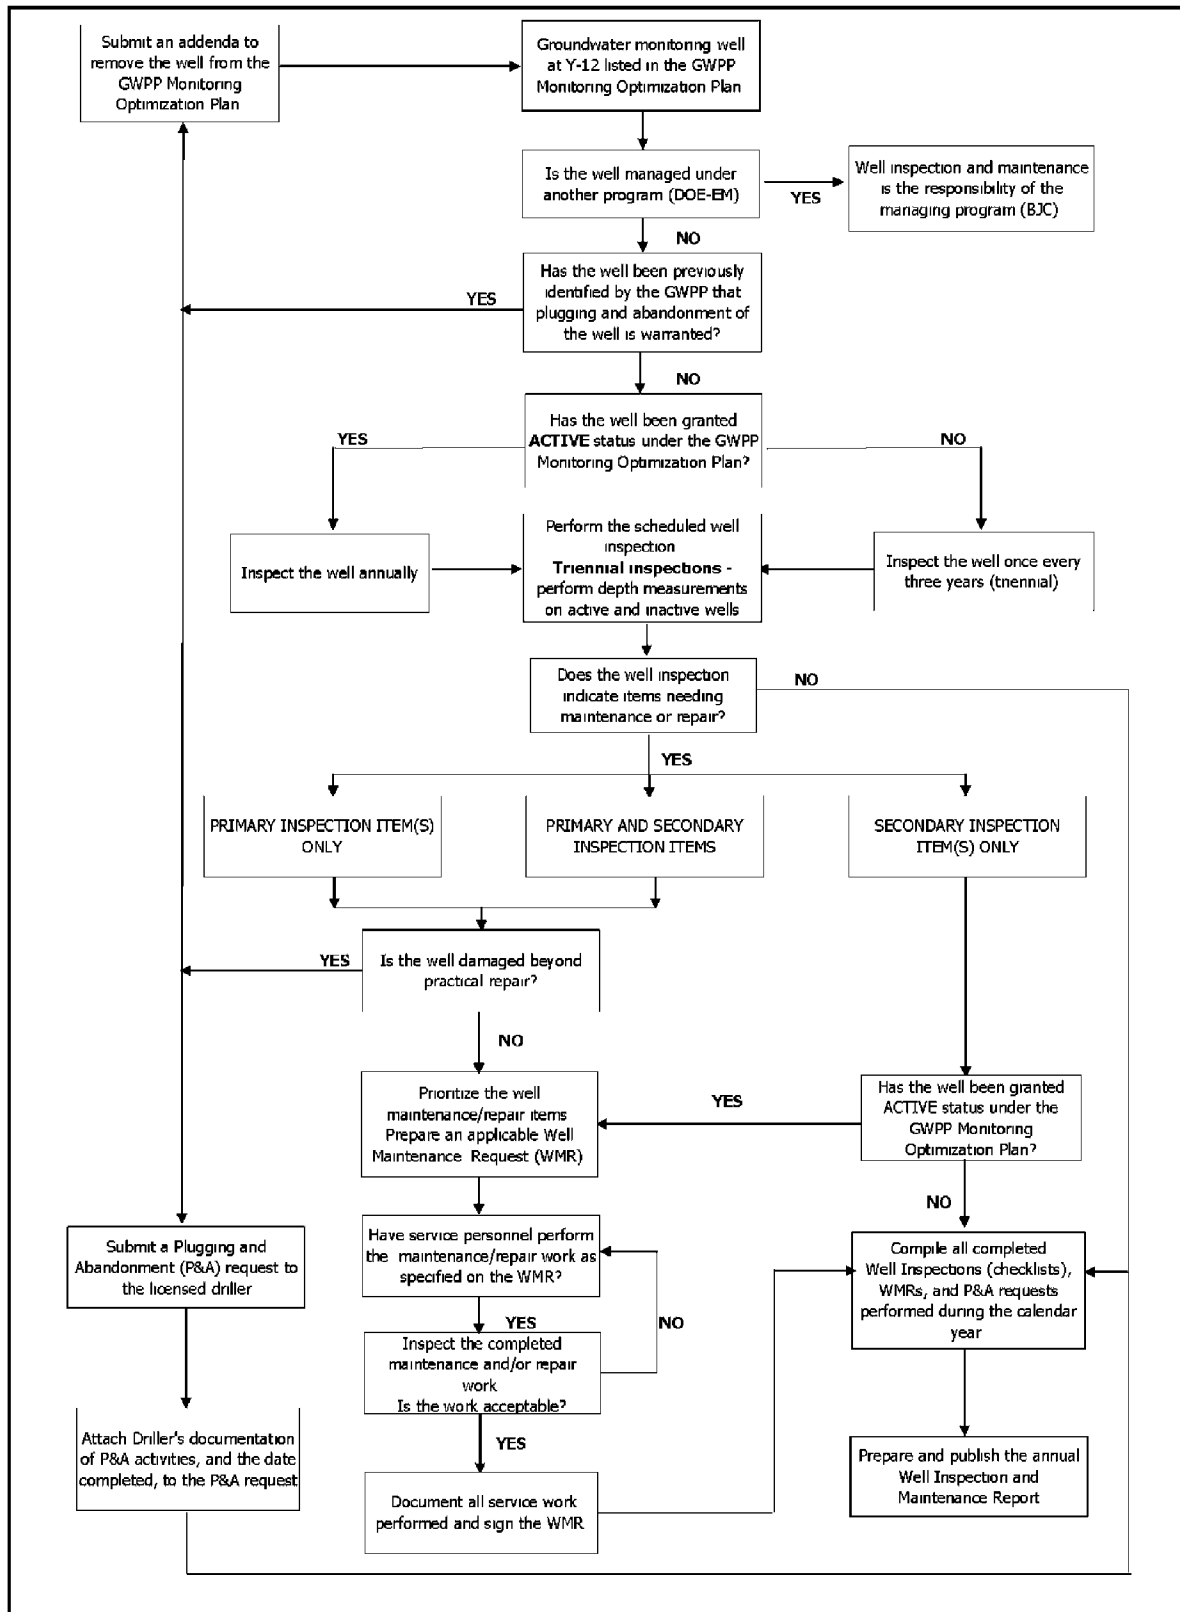 Submit an addenda to
remove the well from the
GWPP Monitoring
Optimization Plan
Groundwater monitoring well
at Y-12 listed in the GWPP
Monitoring Optimization Plan
Is the well managed under
another program (DOE-EM)
YES
Well inspection and maintenance
is the responsibility of the
managing program (BJC)
NO
Has the well been previously
identified by the GWPP that
plugging and abandonment of
the well is warranted?
YES
NO
Has the well been granted
ACTIVE status under the GWPP
Monitoring Optimization Plan?
YES
NO
Inspect the well annually
Perform the scheduled well
inspection
Triennial inspections -
perform depth measurements
on active and inactive wells
Inspect the well once every
three years (triennial)
Does the well inspection
indicate items needing
maintenance or repair?
NO
YES
PRIMARY INSPECTION ITEM(S)
ONLY
PRIMARY AND SECONDARY
INSPECTION ITEMS
SECONDARY INSPECTION
ITEM(S) ONLY
YES
Is the well damaged beyond
practical repair?
NO
Prioritize the well
maintenance/repair items
Prepare an applicable Well
Maintenance Request (WMR)
YES
Has the well been granted
ACTIVE status under the
GWPP Monitoring
Optimization Plan?
NO
Submit a Plugging and
Abandonment (P&A) request to
the licensed driller
Have service personnel perform
the maintenance/repair work as
specified on the WMR?
Compile all completed
Well Inspections (checklists),
WMRs, and P&A requests
performed during the calendar
year
YES
NO
Inspect the completed
maintenance and/or repair
work
Is the work acceptable?
YES
Attach Driller's documentation
of P&A activities, and the date
completed, to the P&A request
Document all service work
performed and sign the WMR
Prepare and publish the annual
Well Inspection and
Maintenance Report